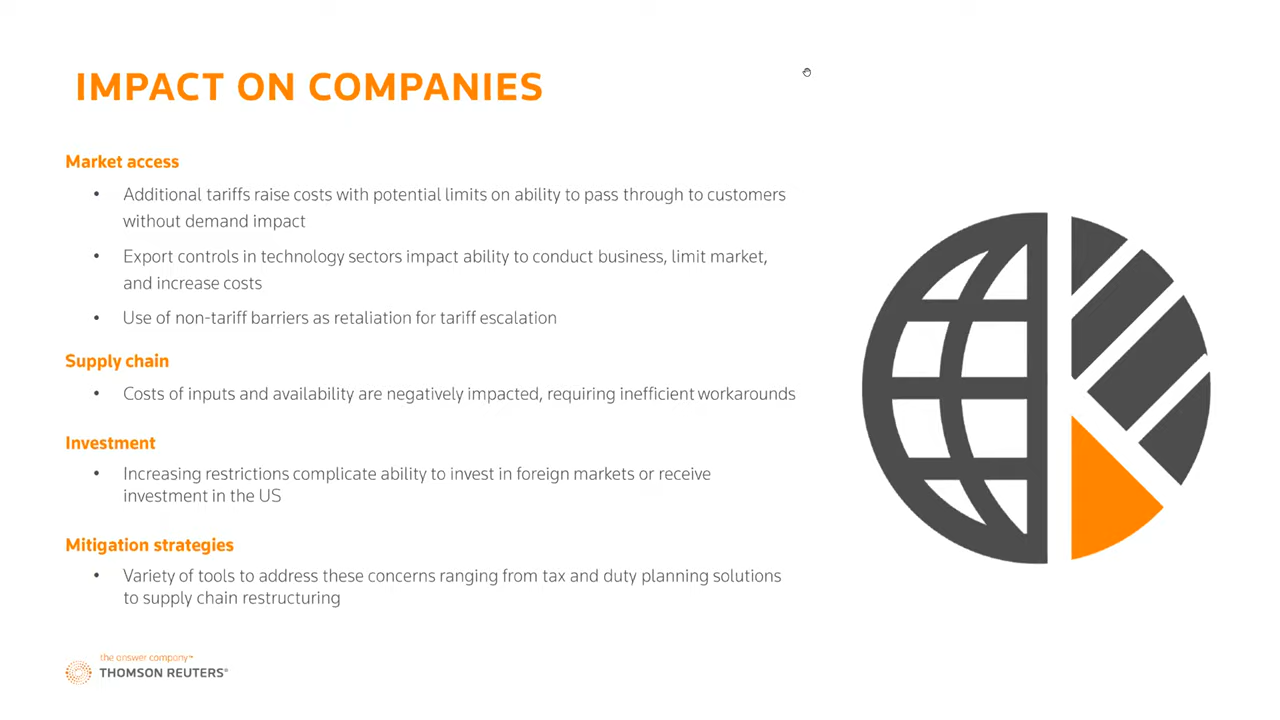 IMPACT ON COMPANIES
Market access
• Additional tariffs raise costs with potential limits on ability to pass through to customers
without demand impact
• Export controls in technology sectors impact ability to conduct business, limit market,
and increase costs
• Use of non-tariff barriers as retaliation for tariff escalation
Supply chain
• Costs of inputs and availability are negatively impacted, requiring inefficient workarounds
Investment
• Increasing restrictions complicate ability to invest in foreign markets or receive
investment in the US
Mitigation strategies
• Variety of tools to address these concerns ranging from tax and duty planning solutions
to supply chain restructuring
the answer company™
THOMSON REUTERS®